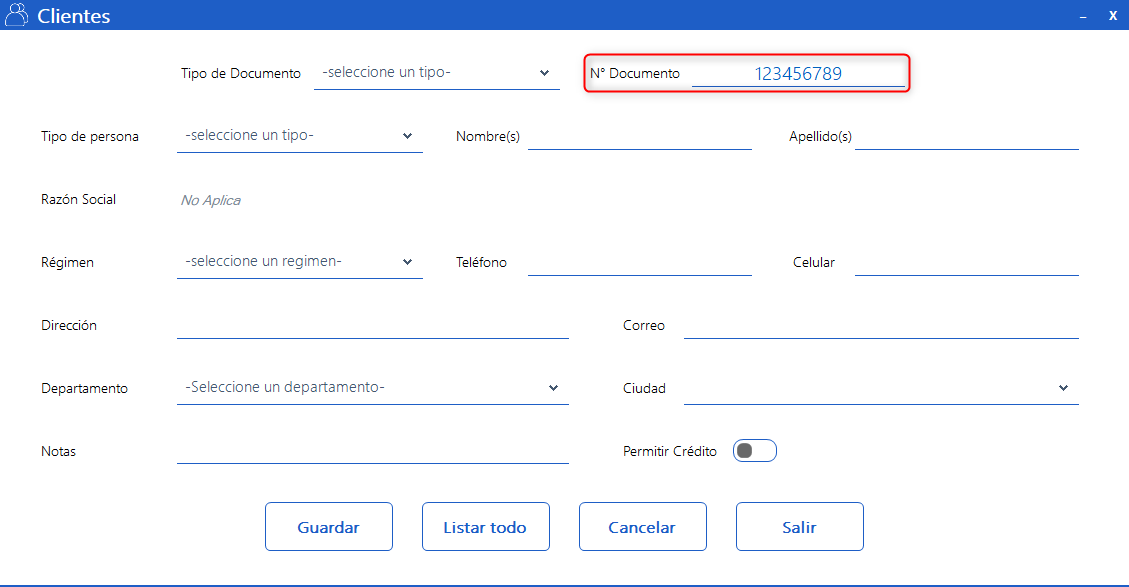 Clientes
– X
Tipo de Documento -seleccione un tipo- N° Documento 123456789
Tipo de persona -seleccione un tipo- Nombre(s) Apellido(s)
Razón Social No Aplica
Régimen -seleccione un regimen- Teléfono Celular
Dirección Correo
Departamento -Seleccione un departamento- Ciudad
Notas Permitir Crédito
Guardar Listar todo Cancelar Salir